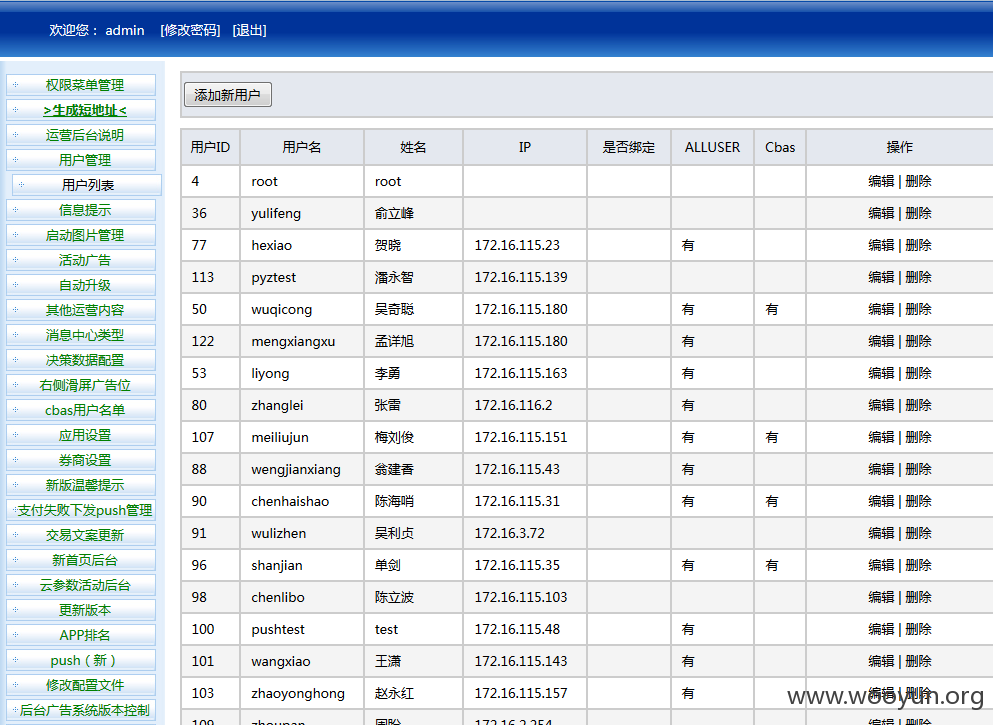 欢迎您： admin [修改密码] [退出]
权限菜单管理
>生成短地址<
运营后台说明
用户管理
用户列表
信息提示
启动图片管理
活动广告
自动升级
其他运营内容
消息中心类型
决策数据配置
右侧滑屏广告位
cbas用户名单
应用设置
券商设置
新版温馨提示
支付失败下发push管理
交易文案更新
新首页后台
云参数活动后台
更新版本
APP排名
push（新）
修改配置文件
后台广告系统版本控制
添加新用户
用户ID 用户名 姓名 IP 是否绑定 ALLUSER Cbas 操作
4 root root 编辑 | 删除
36 yulifeng 俞立峰 编辑 | 删除
77 hexiao 贺晓 172.16.115.23 有 编辑 | 删除
113 pyztest 潘永智 172.16.115.139 编辑 | 删除
50 wuqicong 吴奇聪 172.16.115.180 有 有 编辑 | 删除
122 mengxiangxu 孟详旭 172.16.115.180 有 编辑 | 删除
53 liyong 李勇 172.16.115.163 有 编辑 | 删除
80 zhanglei 张雷 172.16.116.2 有 编辑 | 删除
107 meiliujun 梅刘俊 172.16.115.151 有 有 编辑 | 删除
88 wengjianxiang 翁建香 172.16.115.43 有 编辑 | 删除
90 chenhaishao 陈海哨 172.16.115.31 有 有 编辑 | 删除
91 wulizhen 吴利贞 172.16.3.72 编辑 | 删除
96 shanjian 单剑 172.16.115.35 有 有 编辑 | 删除
98 chenlibo 陈立波 172.16.115.103 编辑 | 删除
100 pushtest test 172.16.115.48 有 编辑 | 删除
101 wangxiao 王潇 172.16.115.143 有 编辑 | 删除
103 zhaoyonghong 赵永红 172.16.115.157 有 编辑 | 删除
www.wooyun.org
109 zhoupan 172.16.2.254 编辑 | 删除